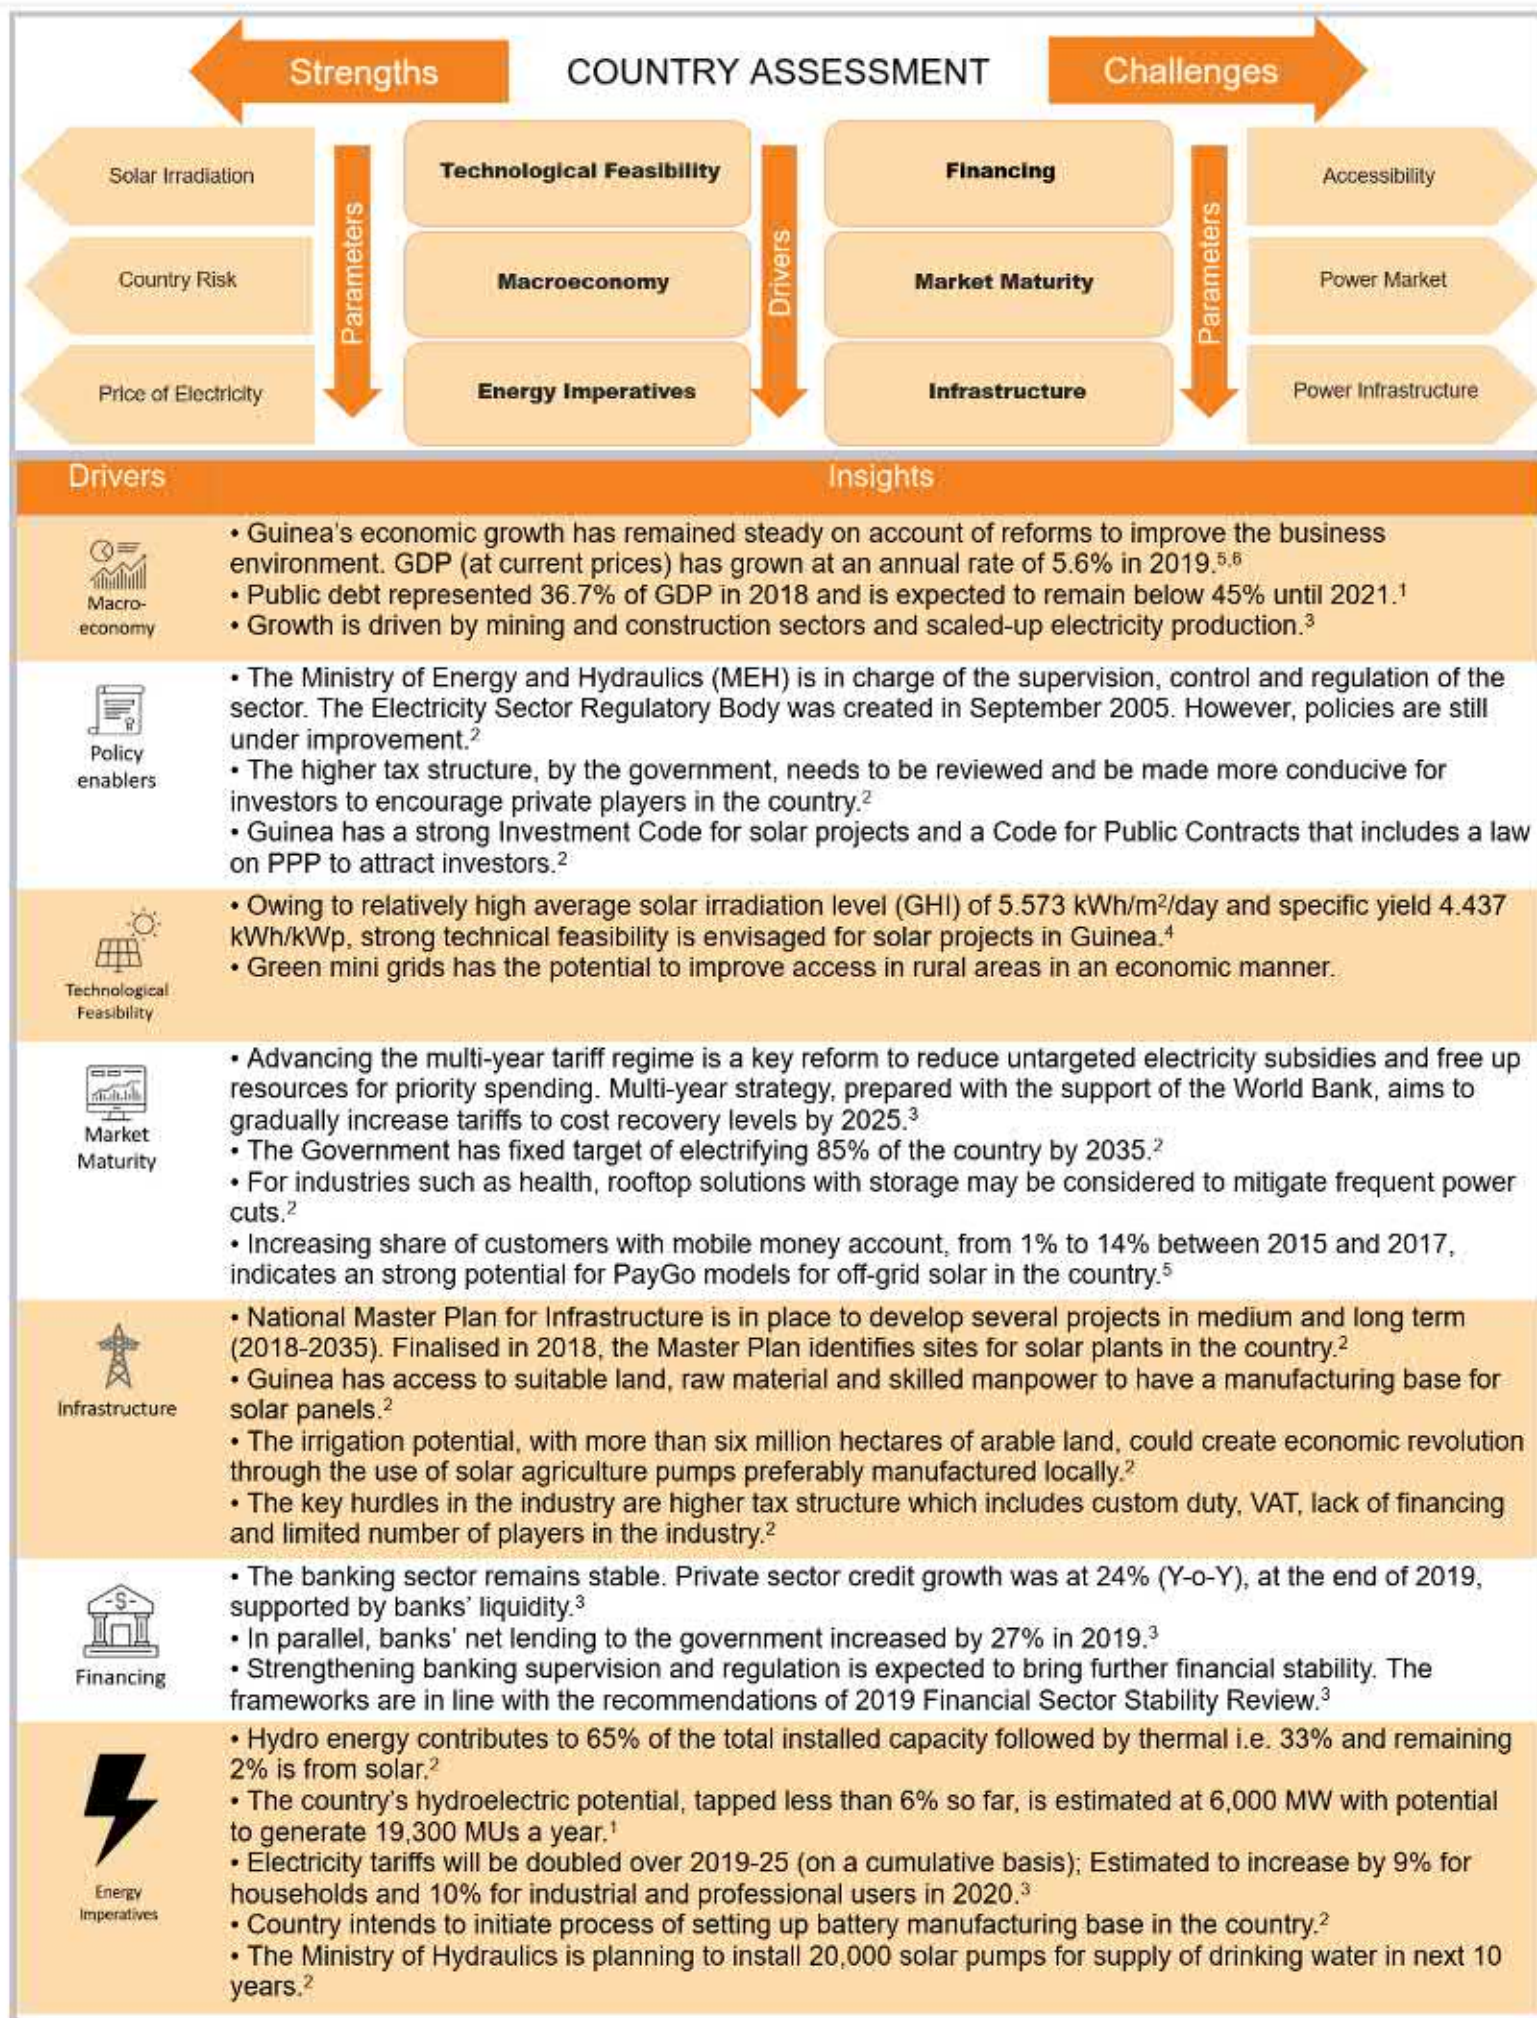 Strengths
COUNTRY ASSESSMENT
Challenges
Solar Irradiation
Technological Feasibility
Financing
Accessibility
Parameters
Drivers
Parameters
Country Risk
Macroeconomy
Market Maturity
Power Market
Price of Electricity
Energy Imperatives
Infrastructure
Power Infrastructure
Drivers
Insights
Macro-
economy
• Guinea's economic growth has remained steady on account of reforms to improve the business
environment. GDP (at current prices) has grown at an annual rate of 5.6% in 2019.⁵,⁶
• Public debt represented 36.7% of GDP in 2018 and is expected to remain below 45% until 2021.¹
• Growth is driven by mining and construction sectors and scaled-up electricity production.³
Policy
enablers
• The Ministry of Energy and Hydraulics (MEH) is in charge of the supervision, control and regulation of the
sector. The Electricity Sector Regulatory Body was created in September 2005. However, policies are still
under improvement.²
• The higher tax structure, by the government, needs to be reviewed and be made more conducive for
investors to encourage private players in the country.²
• Guinea has a strong Investment Code for solar projects and a Code for Public Contracts that includes a law
on PPP to attract investors.²
Technological
Feasibility
• Owing to relatively high average solar irradiation level (GHI) of 5.573 kWh/m²/day and specific yield 4.437
kWh/kWp, strong technical feasibility is envisaged for solar projects in Guinea.⁴
• Green mini grids has the potential to improve access in rural areas in an economic manner.
Market
Maturity
• Advancing the multi-year tariff regime is a key reform to reduce untargeted electricity subsidies and free up
resources for priority spending. Multi-year strategy, prepared with the support of the World Bank, aims to
gradually increase tariffs to cost recovery levels by 2025.³
• The Government has fixed target of electrifying 85% of the country by 2035.²
• For industries such as health, rooftop solutions with storage may be considered to mitigate frequent power
cuts.²
• Increasing share of customers with mobile money account, from 1% to 14% between 2015 and 2017,
indicates an strong potential for PayGo models for off-grid solar in the country.⁵
Infrastructure
• National Master Plan for Infrastructure is in place to develop several projects in medium and long term
(2018-2035). Finalised in 2018, the Master Plan identifies sites for solar plants in the country.²
• Guinea has access to suitable land, raw material and skilled manpower to have a manufacturing base for
solar panels.²
• The irrigation potential, with more than six million hectares of arable land, could create economic revolution
through the use of solar agriculture pumps preferably manufactured locally.²
• The key hurdles in the industry are higher tax structure which includes custom duty, VAT, lack of financing
and limited number of players in the industry.²
-S-
Financing
• The banking sector remains stable. Private sector credit growth was at 24% (Y-o-Y), at the end of 2019,
supported by banks' liquidity.³
• In parallel, banks' net lending to the government increased by 27% in 2019.³
• Strengthening banking supervision and regulation is expected to bring further financial stability. The
frameworks are in line with the recommendations of 2019 Financial Sector Stability Review.³
Energy
Imperatives
• Hydro energy contributes to 65% of the total installed capacity followed by thermal i.e. 33% and remaining
2% is from solar.²
• The country's hydroelectric potential, tapped less than 6% so far, is estimated at 6,000 MW with potential
to generate 19,300 MUs a year.¹
• Electricity tariffs will be doubled over 2019-25 (on a cumulative basis); Estimated to increase by 9% for
households and 10% for industrial and professional users in 2020.³
• Country intends to initiate process of setting up battery manufacturing base in the country.²
• The Ministry of Hydraulics is planning to install 20,000 solar pumps for supply of drinking water in next 10
years.²